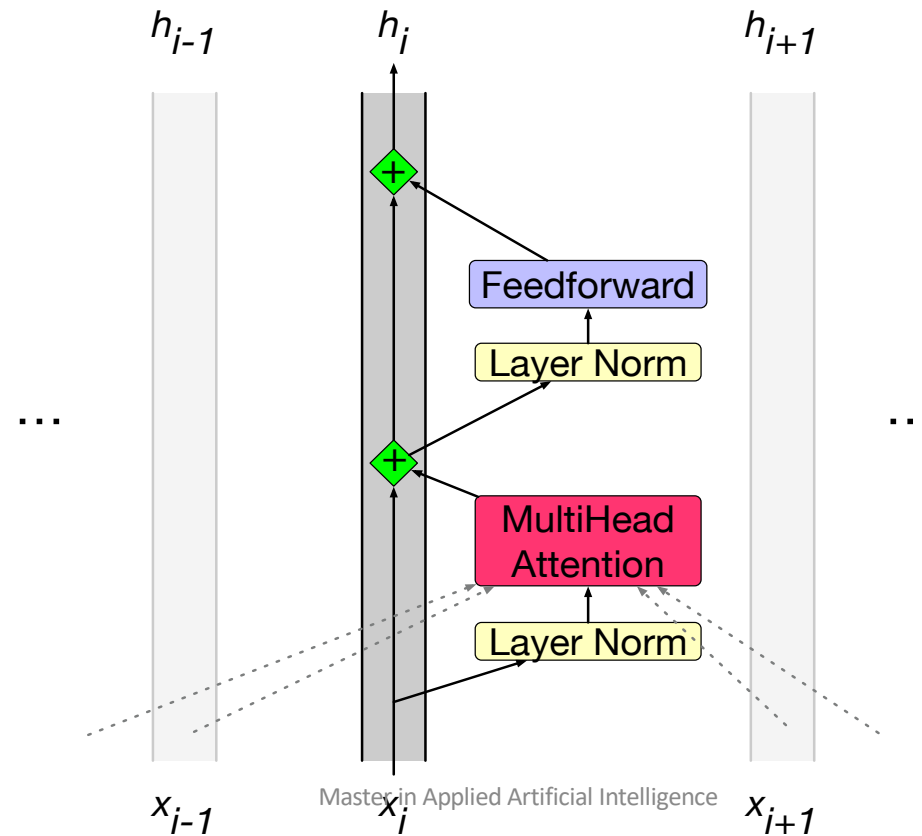 h_{i-1} h_i h_{i+1}
+
Feedforward
Layer Norm
... ..
+
MultiHead
Attention
Layer Norm
Master in Applied Artificial Intelligence
x_{i-1} x_i x_{i+1}